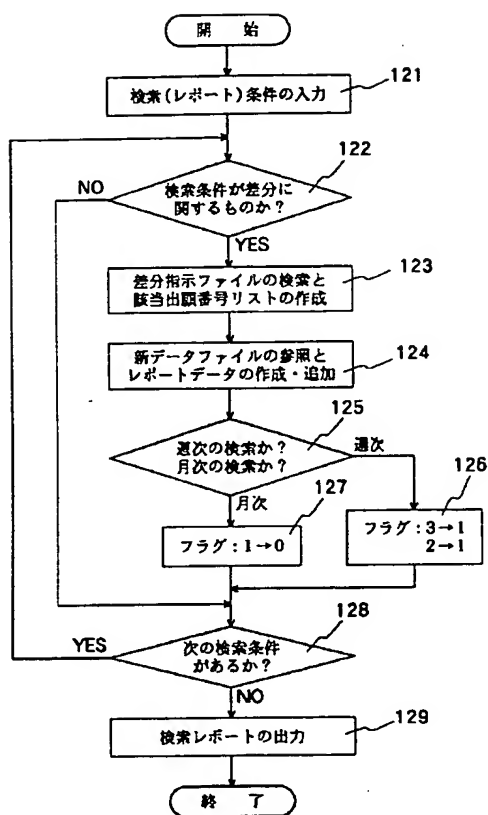 開 始
検索(レポート)条件の入力
121
122
検索条件が差分に
関するものか?
NO
YES
差分指示ファイルの検索と
該当出願番号リストの作成
123
新データファイルの参照と
レポートデータの作成・追加
124
125
週次の検索か?
月次の検索か?
週次
月次
127
フラグ:1→0
126
フラグ:3→1
2→1
128
次の検索条件
があるか?
YES
NO
検索レポートの出力
129
終 了